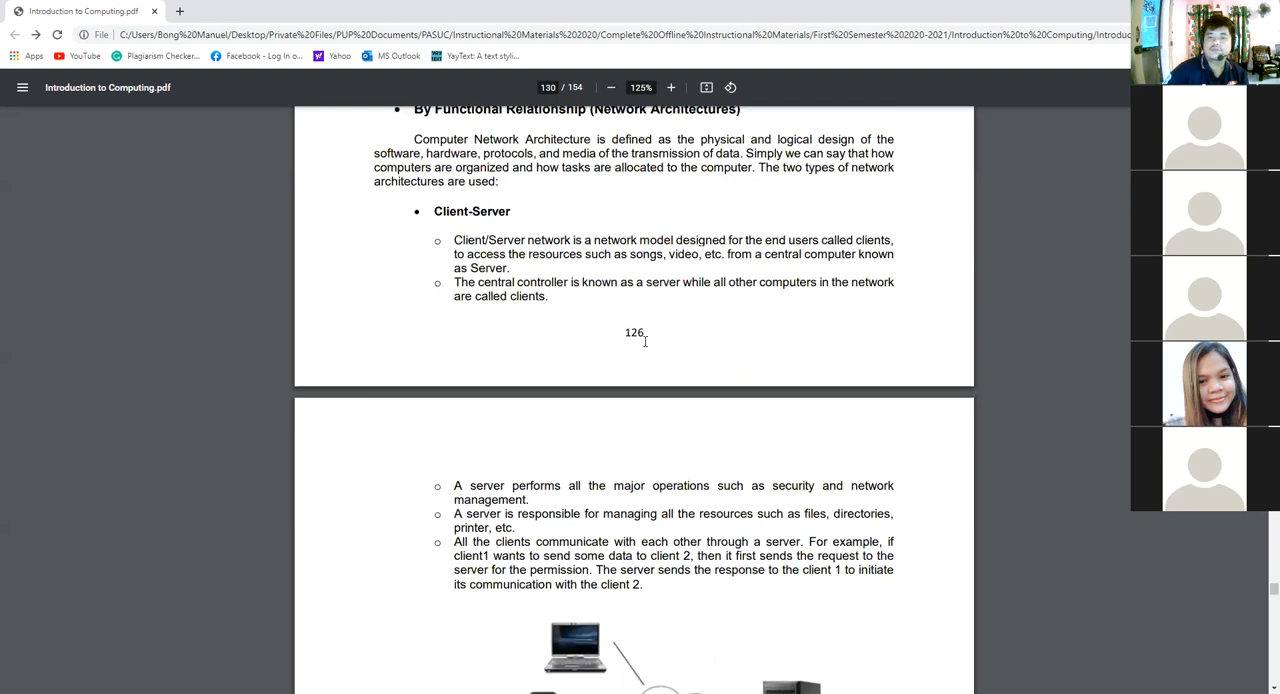 Introduction to Computing.pdf
File
C:/Users/Bong%20Manuel/Desktop/Private%20Files/PUP%20Documents/PASUC/Instructional%20Materials%202020/Complete%20Offline%20Instructional%20Materials/First%20Semester%202020-2021/Introduction%20to%20Computing/Introduc
Apps
YouTube
Plagiarism Checker...
Facebook - Log In o...
Yahoo
MS Outlook
YayText: A text styli...
Introduction to Computing.pdf
130 / 154
125%
• By Functional Relationship (Network Architectures)
Computer Network Architecture is defined as the physical and logical design of the
software, hardware, protocols, and media of the transmission of data. Simply we can say that how
computers are organized and how tasks are allocated to the computer. The two types of network
architectures are used:
• Client-Server
o Client/Server network is a network model designed for the end users called clients,
to access the resources such as songs, video, etc. from a central computer known
as Server.
o The central controller is known as a server while all other computers in the network
are called clients.
126
o A server performs all the major operations such as security and network
management.
o A server is responsible for managing all the resources such as files, directories,
printer, etc.
o All the clients communicate with each other through a server. For example, if
client1 wants to send some data to client 2, then it first sends the request to the
server for the permission. The server sends the response to the client 1 to initiate
its communication with the client 2.